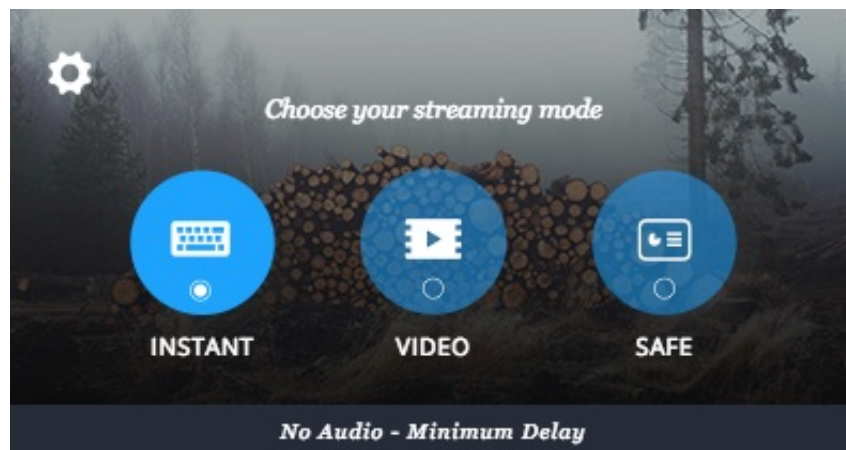 Choose your streaming mode
INSTANT VIDEO SAFE
No Audio - Minimum Delay